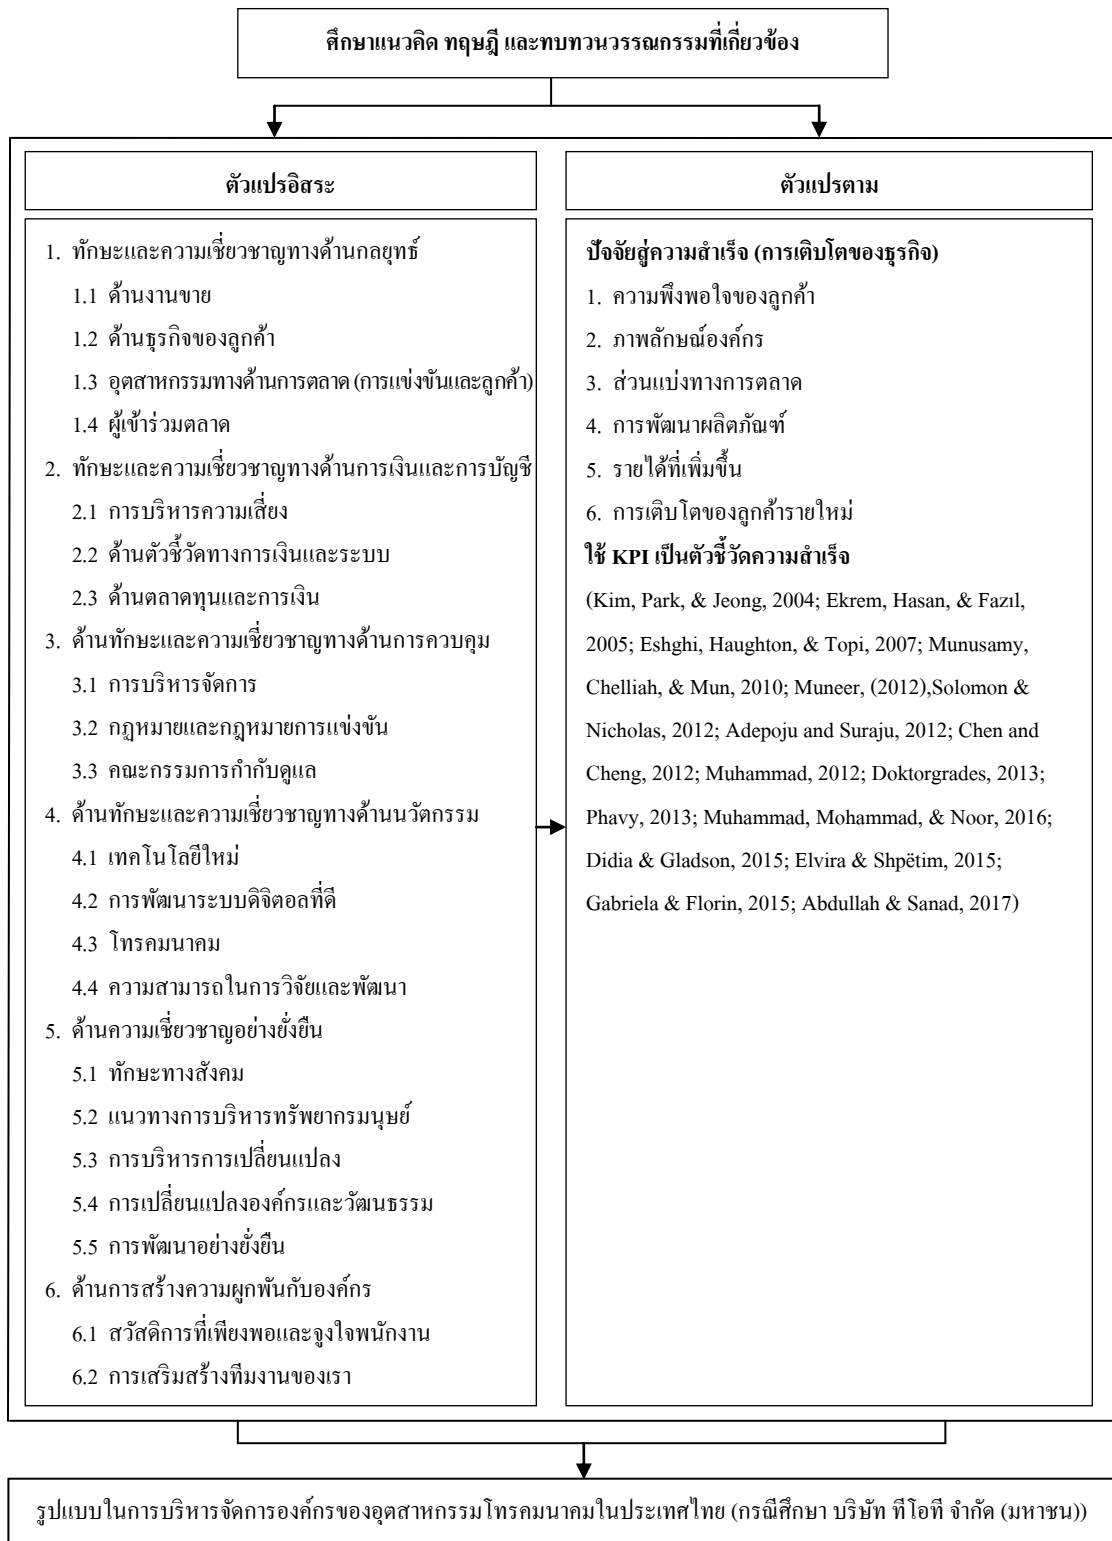 ศึกษาแนวคิด ทฤษฎี และทบทวนวรรณกรรมที่เกี่ยวข้อง
ตัวแปรอิสระ
1. ทักษะและความเชี่ยวชาญทางด้านกลยุทธ์
1.1 ด้านงานขาย
1.2 ด้านธุรกิจของลูกค้า
1.3 อุตสาหกรรมทางด้านการตลาด (การแข่งขันและลูกค้า)
1.4 ผู้เข้าร่วมตลาด
2. ทักษะและความเชี่ยวชาญทางด้านการเงินและการบัญชี
2.1 การบริหารความเสี่ยง
2.2 ด้านตัวชี้วัดทางการเงินและระบบ
2.3 ด้านตลาดทุนและการเงิน
3. ด้านทักษะและความเชี่ยวชาญทางด้านการควบคุม
3.1 การบริหารจัดการ
3.2 กฎหมายและกฎหมายการแข่งขัน
3.3 คณะกรรมการกำกับดูแล
4. ด้านทักษะและความเชี่ยวชาญทางด้านนวัตกรรม
4.1 เทคโนโลยีใหม่
4.2 การพัฒนาระบบดิจิตอลที่ดี
4.3 โทรคมนาคม
4.4 ความสามารถในการวิจัยและพัฒนา
5. ด้านความเชี่ยวชาญอย่างยั่งยืน
5.1 ทักษะทางสังคม
5.2 แนวทางการบริหารทรัพยากรมนุษย์
5.3 การบริหารการเปลี่ยนแปลง
5.4 การเปลี่ยนแปลงองค์กรและวัฒนธรรม
5.5 การพัฒนาอย่างยั่งยืน
6. ด้านการสร้างความผูกพันกับองค์กร
6.1 สวัสดิการที่เพียงพอและจูงใจพนักงาน
6.2 การเสริมสร้างทีมงานของเรา
ตัวแปรตาม
ปัจจัยสู่ความสำเร็จ (การเติบโตของธุรกิจ)
1. ความพึงพอใจของลูกค้า
2. ภาพลักษณ์องค์กร
3. ส่วนแบ่งทางการตลาด
4. การพัฒนาผลิตภัณฑ์
5. รายได้ที่เพิ่มขึ้น
6. การเติบโตของลูกค้ารายใหม่
ใช้ KPI เป็นตัวชี้วัดความสำเร็จ
(Kim, Park, & Jeong, 2004; Ekrem, Hasan, & Fazıl,
2005; Eshghi, Haughton, & Topi, 2007; Munusamy,
Chelliah, & Mun, 2010; Muneer, (2012),Solomon &
Nicholas, 2012; Adepoju and Suraju, 2012; Chen and
Cheng, 2012; Muhammad, 2012; Doktorgrades, 2013;
Phavy, 2013; Muhammad, Mohammad, & Noor, 2016;
Didia & Gladson, 2015; Elvira & Shpëtim, 2015;
Gabriela & Florin, 2015; Abdullah & Sanad, 2017)
รูปแบบในการบริหารจัดการองค์กรของอุตสาหกรรมโทรคมนาคมในประเทศไทย (กรณีศึกษา บริษัท ทีโอที จำกัด (มหาชน))